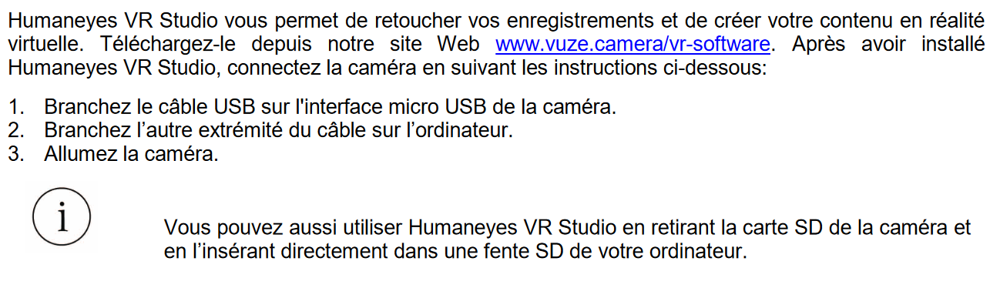 Humaneyes VR Studio vous permet de retoucher vos enregistrements et de créer votre contenu en réalité
virtuelle. Téléchargez-le depuis notre site Web www.vuze.camera/vr-software. Après avoir installé
Humaneyes VR Studio, connectez la caméra en suivant les instructions ci-dessous:
1. Branchez le câble USB sur l'interface micro USB de la caméra.
2. Branchez l’autre extrémité du câble sur l’ordinateur.
3. Allumez la caméra.
i
Vous pouvez aussi utiliser Humaneyes VR Studio en retirant la carte SD de la caméra et
en l’insérant directement dans une fente SD de votre ordinateur.